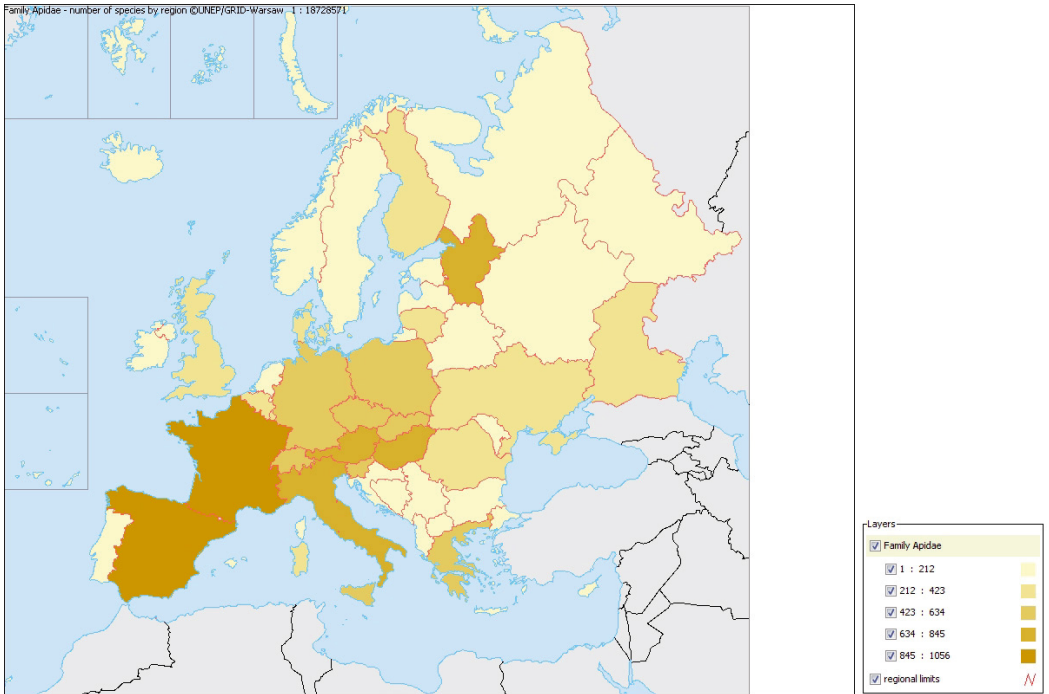 Family Apidae - number of species by region ©UNEP/GRID-Warsaw 1 : 18728571
Layers
Family Apidae
1 : 212
212 : 423
423 : 634
634 : 845
845 : 1056
regional limits